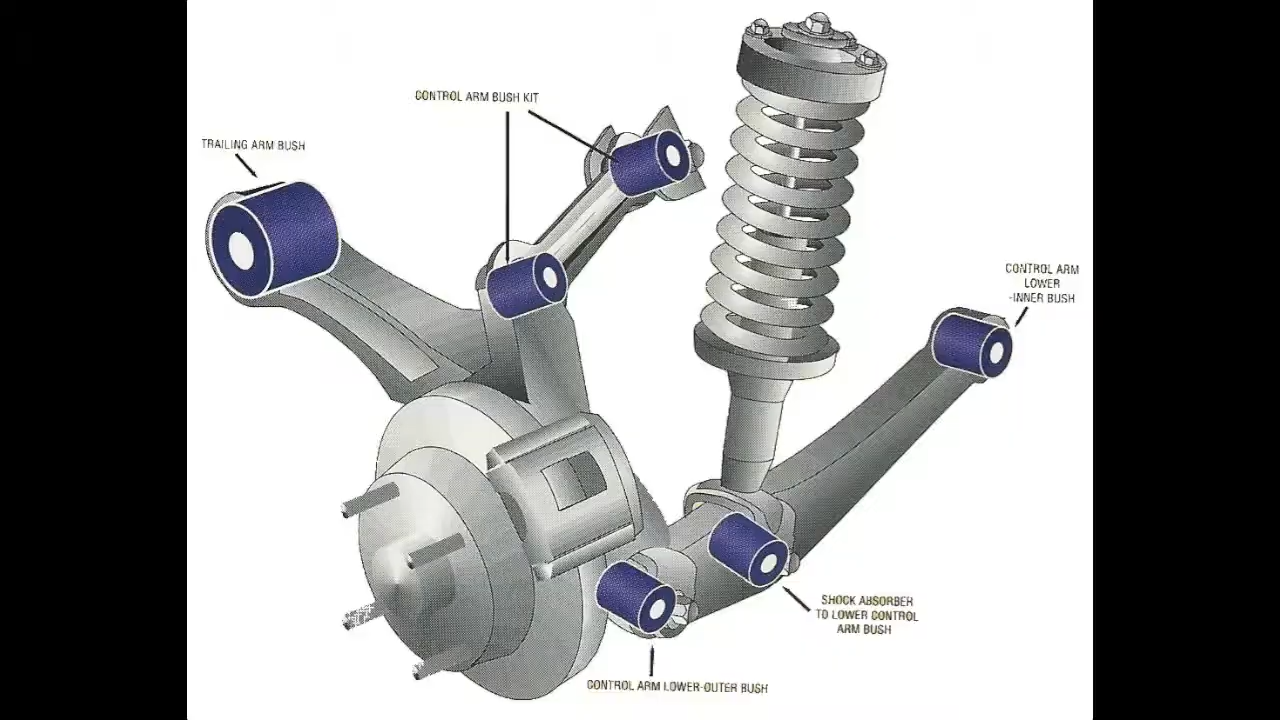 CONTROL ARM BUSH KIT
TRAILING ARM BUSH
CONTROL ARM
LOWER
-INNER BUSH
SHOCK ABSORBER
TO LOWER CONTROL
ARM BUSH
CONTROL ARM LOWER-OUTER BUSH